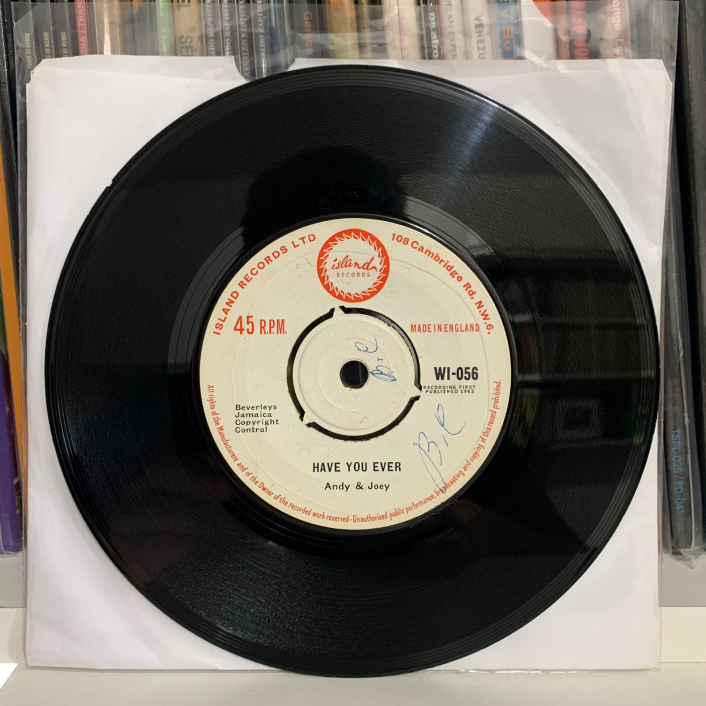 VENEZU
ISLAND RECORDS LTD
108 Cambridge Rd. N.W.6.
island
RECORDS
45 R.P.M.
MADE IN ENGLAND
WI-056
RECORDING FIRST
PUBLISHED 1963
Beverleys
Jamaica
Copyright
Control
HAVE YOU EVER
Andy & Joey
All rights of the Manufacturers and of the Owner of the recorded work reserved - Unauthorised public performance, broadcasting and copying of this record prohibited.